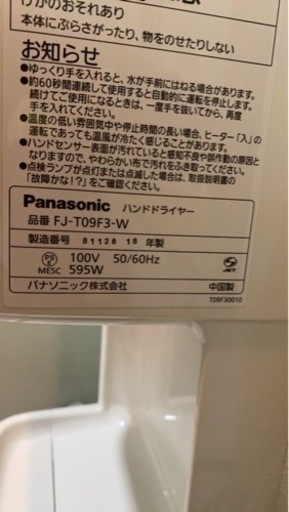 けがのおそれあり
本体にぶらさがったり、物をのせたりしない
お知らせ
●ゆっくり手を入れると、水が手前にはねる場合があります。
●約60秒間連続して使用すると自動的に運転を停止します。
続けてご使用になるときは、一度手を抜いてから、再度
手を入れてください。
●温度の低い雰囲気中や停止時間の長い場合、ヒーター「入」の
運転であっても温風が冷たく感じることがあります。
●ハンドセンサー表面が汚れていると感知不良や誤作動の原因と
なりますので、やわらかい布で汚れをふき取ってください。
●点検ランプが点灯または点滅した場合は、取扱説明書の
「故障かな!?」をご確認ください。
Panasonic ハンドドライヤー
品番 FJ-T09F3-W
製造番号 81128 18 年製
PS E 100V 50/60Hz
MESC 595W
JET
パナソニック株式会社 中国製
T09F30010